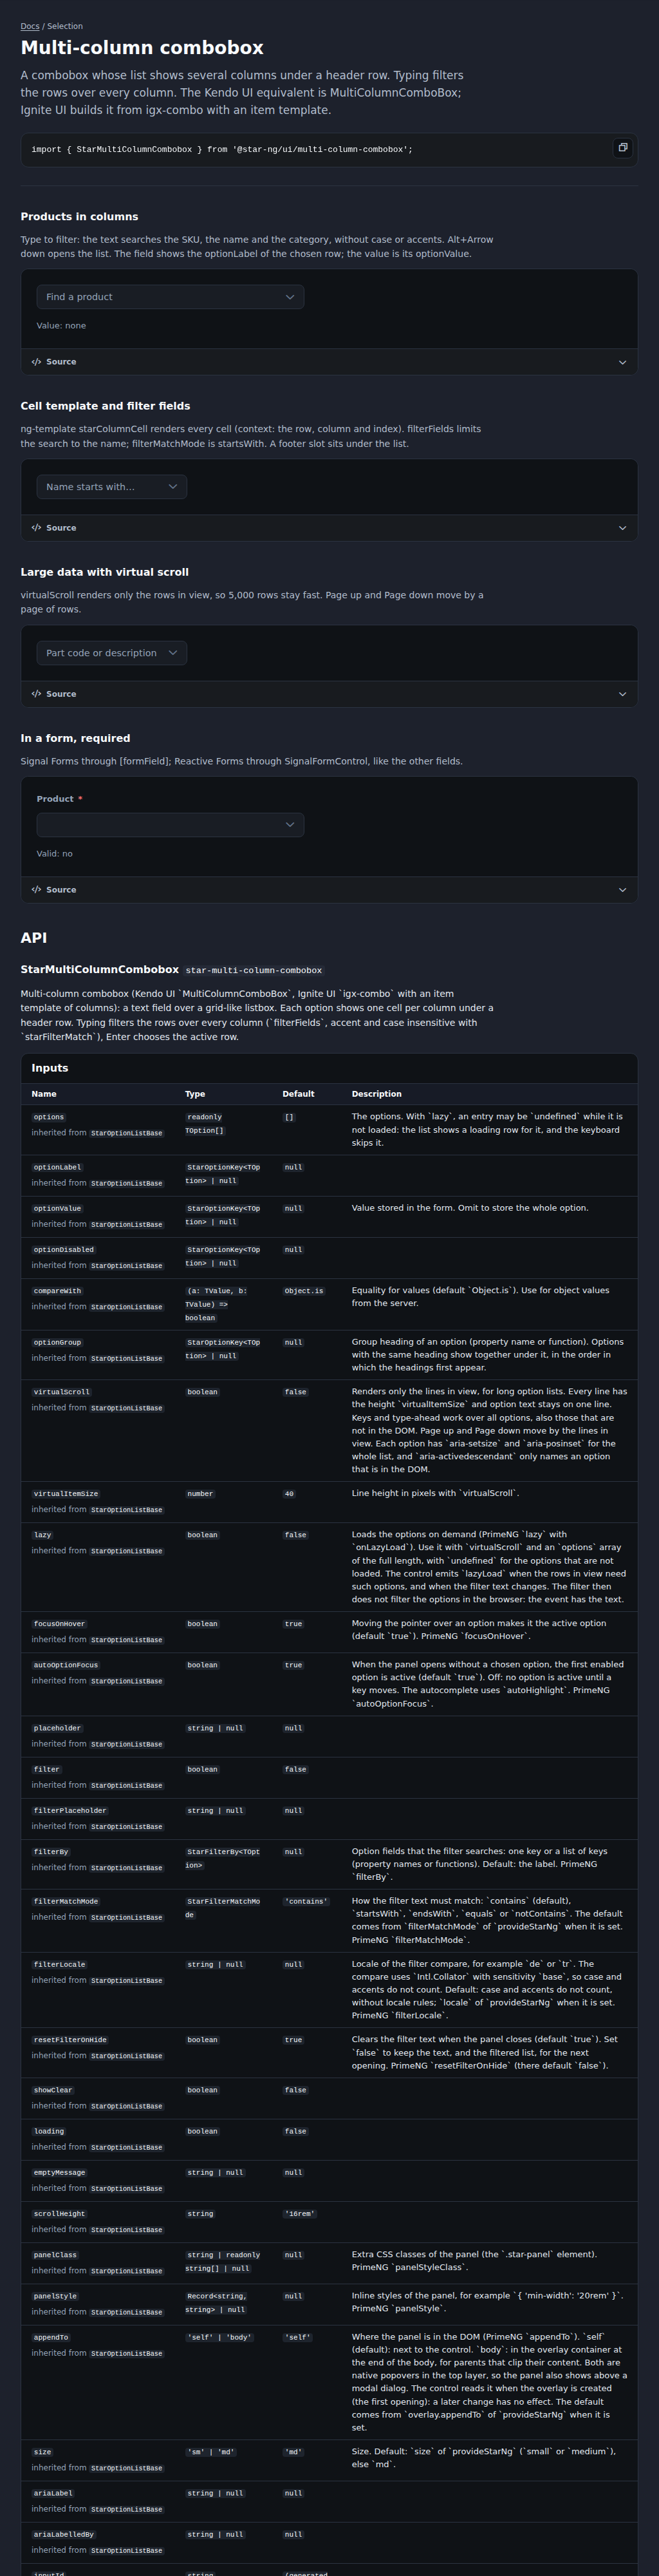 Docs / Selection
Multi-column combobox
A combobox whose list shows several columns under a header row. Typing filters
the rows over every column. The Kendo UI equivalent is MultiColumnComboBox;
Ignite UI builds it from igx-combo with an item template.
import { StarMultiColumnCombobox } from '@star-ng/ui/multi-column-combobox';
Products in columns
Type to filter: the text searches the SKU, the name and the category, without case or accents. Alt+Arrow
down opens the list. The field shows the optionLabel of the chosen row; the value is its optionValue.
Find a product
Value: none
Source
Cell template and filter fields
ng-template starColumnCell renders every cell (context: the row, column and index). filterFields limits
the search to the name; filterMatchMode is startsWith. A footer slot sits under the list.
Name starts with…
Source
Large data with virtual scroll
virtualScroll renders only the rows in view, so 5,000 rows stay fast. Page up and Page down move by a
page of rows.
Part code or description
Source
In a form, required
Signal Forms through [formField]; Reactive Forms through SignalFormControl, like the other fields.
Product *
Valid: no
Source
API
StarMultiColumnCombobox star-multi-column-combobox
Multi-column combobox (Kendo UI `MultiColumnComboBox`, Ignite UI `igx-combo` with an item
template of columns): a text field over a grid-like listbox. Each option shows one cell per column under a
header row. Typing filters the rows over every column (`filterFields`, accent and case insensitive with
`starFilterMatch`), Enter chooses the active row.
Inputs
Name Type Default Description
options readonly [] The options. With `lazy`, an entry may be `undefined` while it is
inherited from StarOptionListBase TOption[] not loaded: the list shows a loading row for it, and the keyboard
skips it.
optionLabel StarOptionKey<TOp null
inherited from StarOptionListBase tion> | null
optionValue StarOptionKey<TOp null Value stored in the form. Omit to store the whole option.
inherited from StarOptionListBase tion> | null
optionDisabled StarOptionKey<TOp null
inherited from StarOptionListBase tion> | null
compareWith (a: TValue, b: Object.is Equality for values (default `Object.is`). Use for object values
inherited from StarOptionListBase TValue) => from the server.
boolean
optionGroup StarOptionKey<TOp null Group heading of an option (property name or function). Options
inherited from StarOptionListBase tion> | null with the same heading show together under it, in the order in
which the headings first appear.
virtualScroll boolean false Renders only the lines in view, for long option lists. Every line has
inherited from StarOptionListBase the height `virtualItemSize` and option text stays on one line.
Keys and type-ahead work over all options, also those that are
not in the DOM. Page Up and Page Down move by the lines in
view. Each option has `aria-setsize` and `aria-posinset` for the
whole list, and `aria-activedescendant` only names an option
that is in the DOM.
virtualItemSize number 40 Line height in pixels with `virtualScroll`.
inherited from StarOptionListBase
lazy boolean false Loads the options on demand (PrimeNG `lazy` with
inherited from StarOptionListBase `onLazyLoad`). Use it with `virtualScroll` and an `options` array
of the full length, with `undefined` for the options that are not
loaded. The control emits `lazyLoad` when the rows in view need
such options, and when the filter text changes. The filter then
does not filter the options in the browser: the event has the text.
focusOnHover boolean true Moving the pointer over an option makes it the active option
inherited from StarOptionListBase (default `true`). PrimeNG `focusOnHover`.
autoOptionFocus boolean true When the panel opens without a chosen option, the first enabled
inherited from StarOptionListBase option is active (default `true`). Off: no option is active until a
key moves. The autocomplete uses `autoHighlight`. PrimeNG
`autoOptionFocus`.
placeholder string | null null
inherited from StarOptionListBase
filter boolean false
inherited from StarOptionListBase
filterPlaceholder string | null null
inherited from StarOptionListBase
filterBy StarFilterBy<TOpt null Option fields that the filter searches: one key or a list of keys
inherited from StarOptionListBase ion> (property names or functions). Default: the label. PrimeNG
`filterBy`.
filterMatchMode StarFilterMatchMo 'contains' How the filter text must match: `contains` (default),
inherited from StarOptionListBase de `startsWith`, `endsWith`, `equals` or `notContains`. The default
comes from `filterMatchMode` of `provideStarNg` when it is set.
PrimeNG `filterMatchMode`.
filterLocale string | null null Locale of the filter compare, for example `de` or `tr`. The
inherited from StarOptionListBase compare uses `Intl.Collator` with sensitivity `base`, so case and
accents do not count. Default: case and accents do not count,
without locale rules; `locale` of `provideStarNg` when it is set.
PrimeNG `filterLocale`.
resetFilterOnHide boolean true Clears the filter text when the panel closes (default `true`). Set
inherited from StarOptionListBase `false` to keep the text, and the filtered list, for the next
opening. PrimeNG `resetFilterOnHide` (there default `false`).
showClear boolean false
inherited from StarOptionListBase
loading boolean false
inherited from StarOptionListBase
emptyMessage string | null null
inherited from StarOptionListBase
scrollHeight string '16rem'
inherited from StarOptionListBase
panelClass string | readonly null Extra CSS classes of the panel (the `.star-panel` element).
inherited from StarOptionListBase string[] | null PrimeNG `panelStyleClass`.
panelStyle Record<string, null Inline styles of the panel, for example `{ 'min-width': '20rem' }`.
inherited from StarOptionListBase string> | null PrimeNG `panelStyle`.
appendTo 'self' | 'body' 'self' Where the panel is in the DOM (PrimeNG `appendTo`). `self`
inherited from StarOptionListBase (default): next to the control. `body`: in the overlay container at
the end of the body, for parents that clip their content. Both are
native popovers in the top layer, so the panel also shows above a
modal dialog. The control reads it when the overlay is created
(the first opening): a later change has no effect. The default
comes from `overlay.appendTo` of `provideStarNg` when it is
set.
size 'sm' | 'md' 'md' Size. Default: `size` of `provideStarNg` (`small` or `medium`),
inherited from StarOptionListBase else `md`.
ariaLabel string | null null
inherited from StarOptionListBase
ariaLabelledBy string | null null
inherited from StarOptionListBase
inputId string (generated